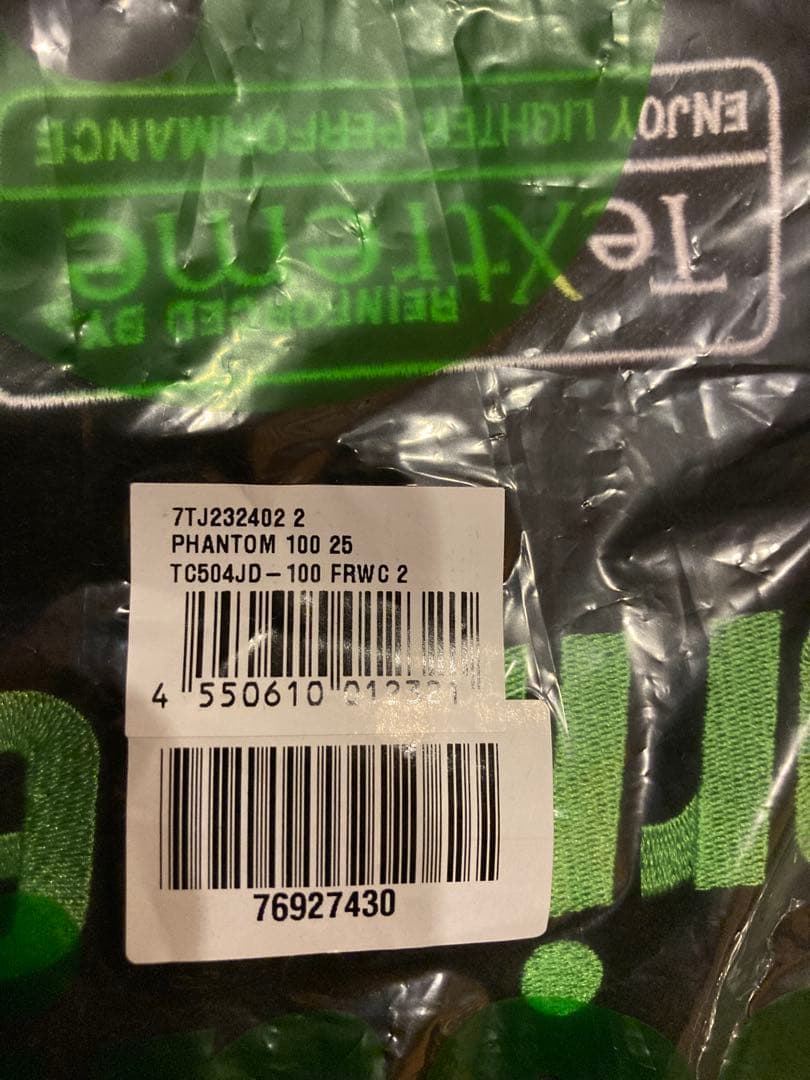 ENJOY LIGHTER PERFORMANCE
TeXtreme
REINFORCED BY
7TJ232402 2
PHANTOM 100 25
TC504JD-100 FRWC 2
4 550610 012321
76927430